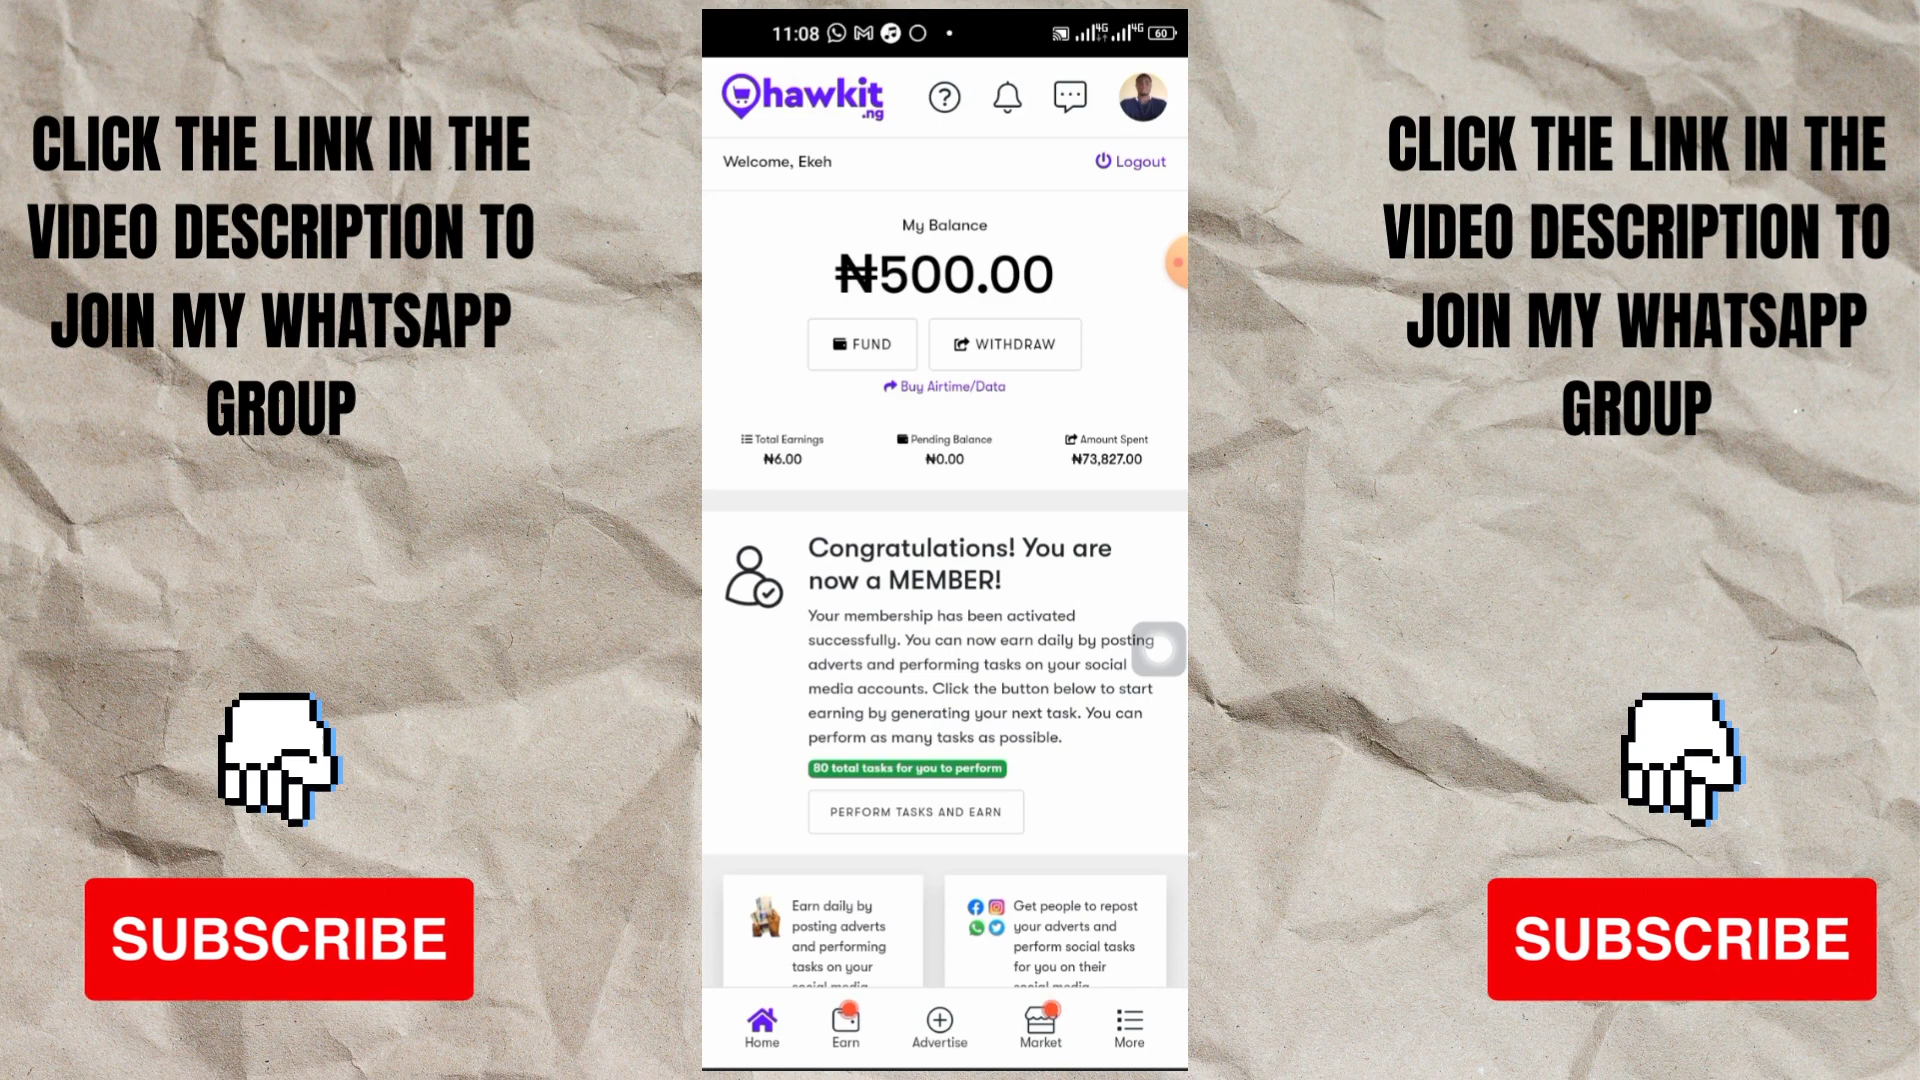 CLICK THE LINK IN THE
VIDEO DESCRIPTION TO
JOIN MY WHATSAPP
GROUP
SUBSCRIBE
11:08
4G
4G
60
hawkit
.ng
Welcome, Ekeh
Logout
My Balance
₦500.00
FUND
WITHDRAW
Buy Airtime/Data
Total Earnings
₦6.00
Pending Balance
₦0.00
Amount Spent
₦73,827.00
Congratulations! You are
now a MEMBER!
Your membership has been activated
successfully. You can now earn daily by posting
adverts and performing tasks on your social
media accounts. Click the button below to start
earning by generating your next task. You can
perform as many tasks as possible.
80 total tasks for you to perform
PERFORM TASKS AND EARN
Earn daily by
posting adverts
and performing
tasks on your
social media
Get people to repost
your adverts and
perform social tasks
for you on their
social media
Home
Earn
Advertise
Market
More
CLICK THE LINK IN THE
VIDEO DESCRIPTION TO
JOIN MY WHATSAPP
GROUP
SUBSCRIBE